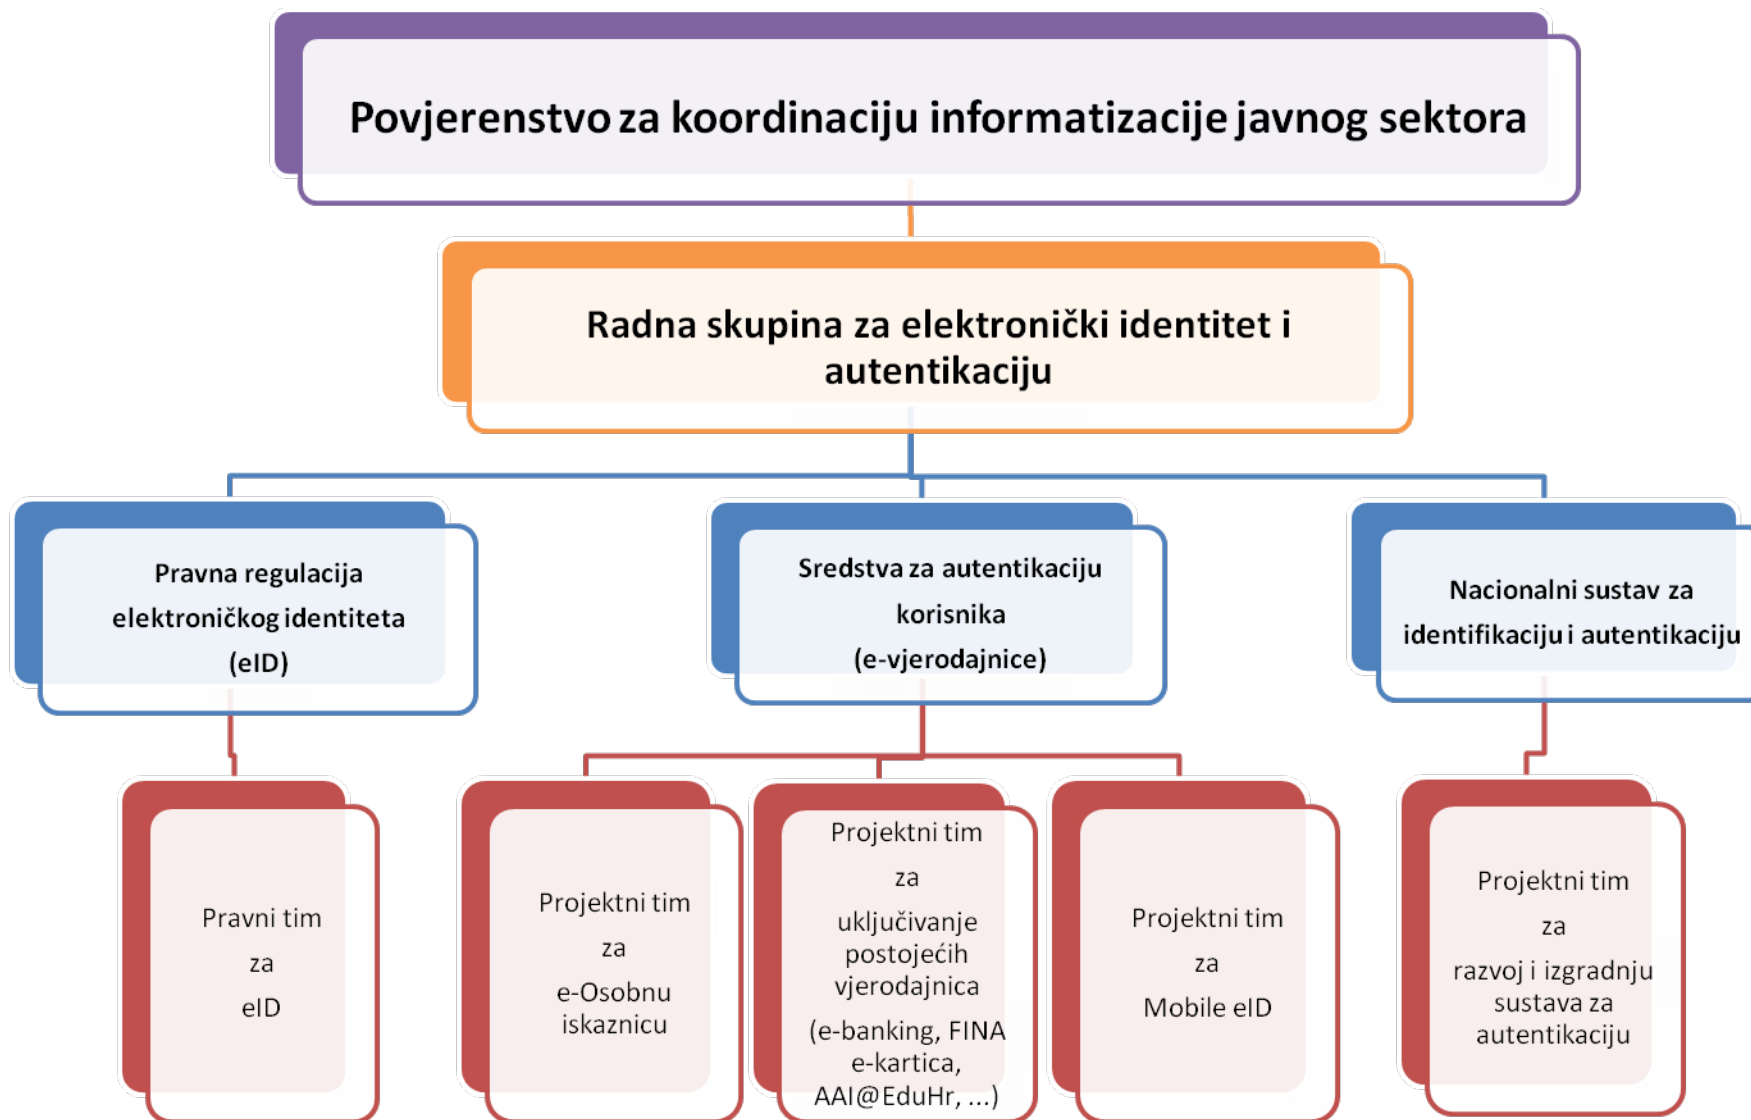 Povjerenstvo za koordinaciju informatizacije javnog sektora
Radna skupina za elektronički identitet i
autentikaciju
Pravna regulacija
elektroničkog identiteta
(eID)
Sredstva za autentikaciju
korisnika
(e-vjerodajnice)
Nacionalni sustav za
identifikaciju i autentikaciju
Pravni tim
za
eID
Projektni tim
za
e-Osobnu
iskaznicu
Projektni tim
za
uključivanje
postojećih
vjerodajnica
(e-banking, FINA
e-kartica,
AAI@EduHr, ...)
Projektni tim
za
Mobile eID
Projektni tim
za
razvoj i izgradnju
sustava za
autentikaciju